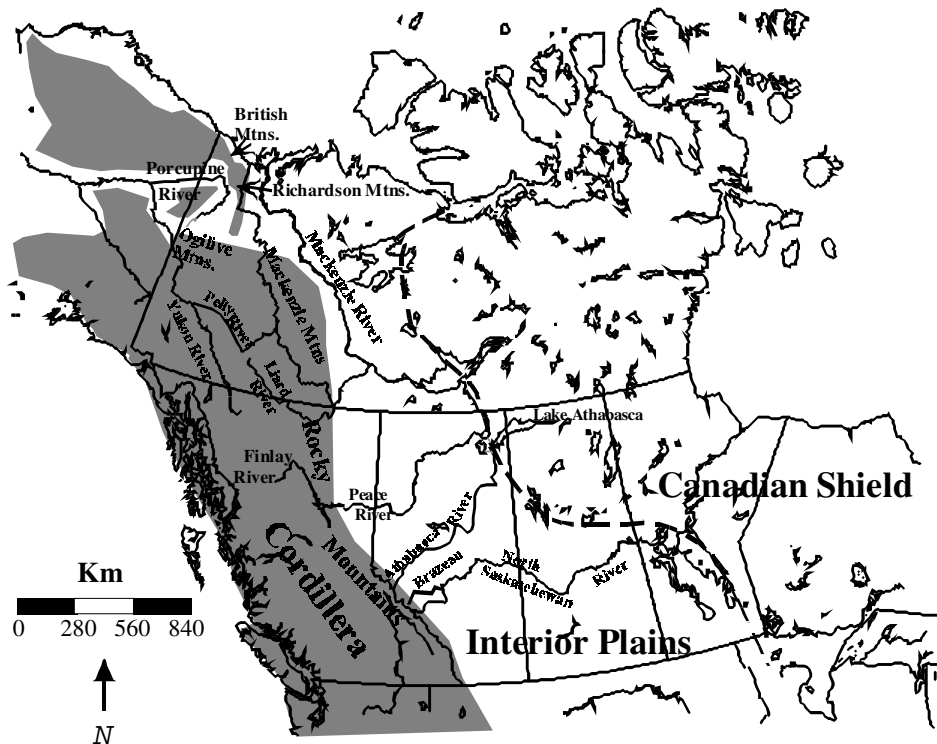 British
Mtns.
Porcupine
River
Richardson Mtns.
Ogilive
Mtns.
Mackenzie Mtns
Mackenzie River
Pelly River
Yukon River
Liard
River
Lake Athabasca
Rocky
Mountains
Finlay
River
Peace
River
Canadian Shield
Athabasca River
Brazeau
North
Saskatchewan
River
Cordillera
Interior Plains
Km
0 280 560 840
N